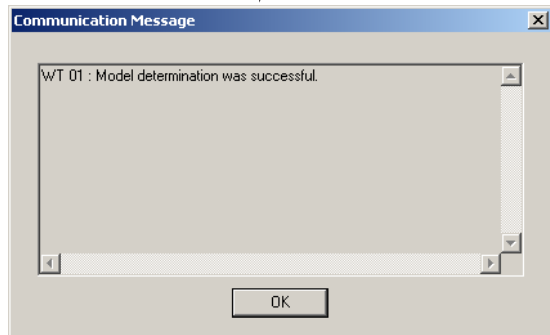 Communication Message
WT 01 : Model determination was successful.
OK